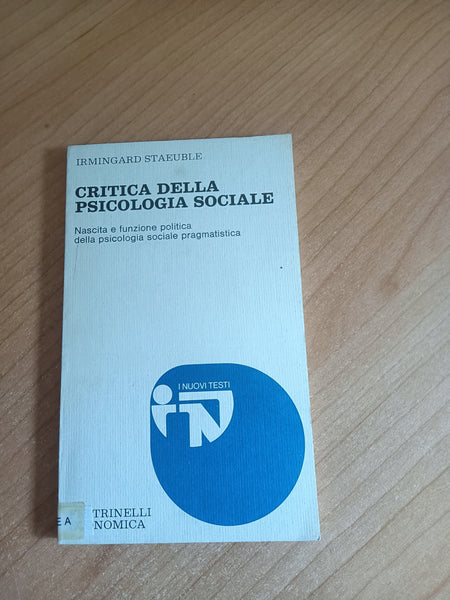 IRMINGARD STAEUBLE
CRITICA DELLA
PSICOLOGIA SOCIALE
Nascita e funzione politica
della psicologia sociale pragmatistica
I NUOVI TESTI
E A
TRINELLI
NOMICA